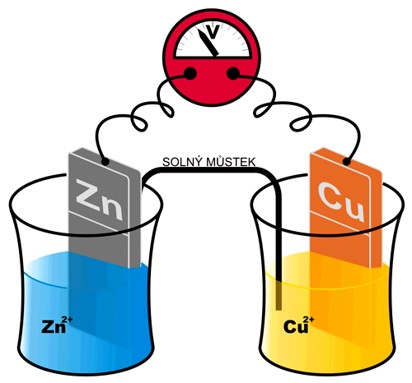 V
SOLNÝ MŮSTEK
Zn
Cu
Zn²⁺
Cu²⁺